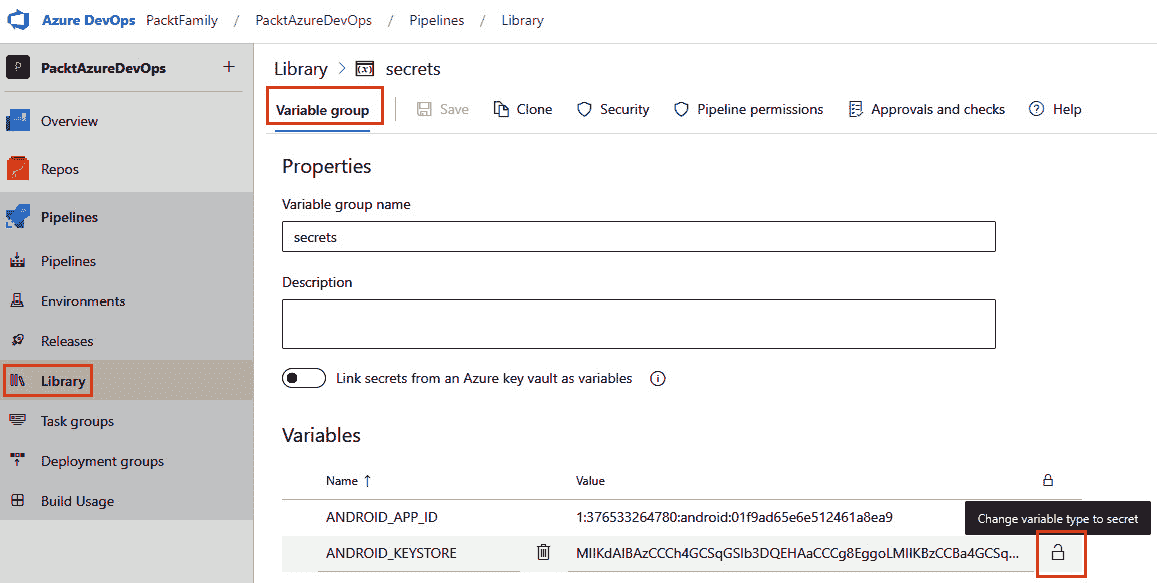 Azure DevOps PacktFamily / PacktAzureDevOps / Pipelines / Library
P PacktAzureDevOps +
Overview
Repos
Pipelines
Pipelines
Environments
Releases
Library
Task groups
Deployment groups
Build Usage
Library > (x) secrets
Variable group Save Clone Security Pipeline permissions Approvals and checks ? Help
Properties
Variable group name
secrets
Description
Link secrets from an Azure key vault as variables i
Variables
Name ↑ Value
ANDROID_APP_ID 1:376533264780:android:01f9ad65e6e512461a8ea9
Change variable type to secret
ANDROID_KEYSTORE MIIKdAIBAzCCCh4GCSqGSIb3DQEHAaCCCg8EggoLMIIKBzCCBa4GCSq...